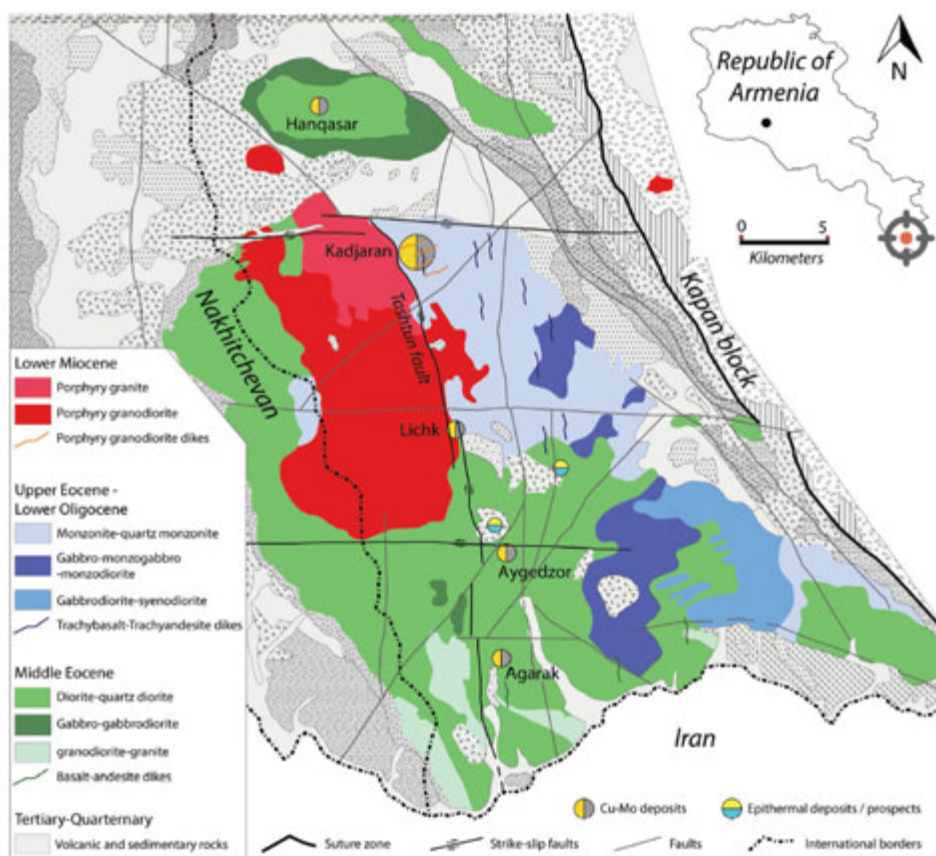 Republic of
Armenia
N
0
5
Kilometers
Hanqasar
Kadjaran
Tashtun fault
Kapan block
Nakhitchevan
Lichk
Aygedzor
Agarak
Iran
Lower Miocene
Porphyry granite
Porphyry granodiorite
Porphyry granodiorite dikes
Upper Eocene -
Lower Oligocene
Monzonite-quartz monzonite
Gabbro-monzogabbro
-monzodiorite
Gabbrodiorite-syenodiorite
Trachybasalt-Trachyandesite dikes
Middle Eocene
Diorite-quartz diorite
Gabbro-gabbrodiorite
granodiorite-granite
Basalt-andesite dikes
Tertiary-Quaternary
Volcanic and sedimentary rocks
Cu-Mo deposits
Epithermal deposits / prospects
Suture zone
Strike-slip faults
Faults
International borders